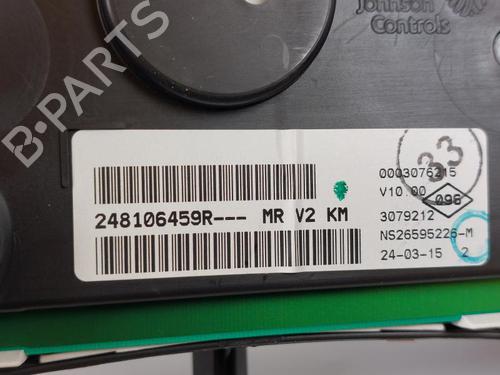 Johnson
Controls
B-PARTS
33
0003076215
V10.00
098
248106459R--- MR V2 KM
3079212
NS26595226-M
24-03-15 2